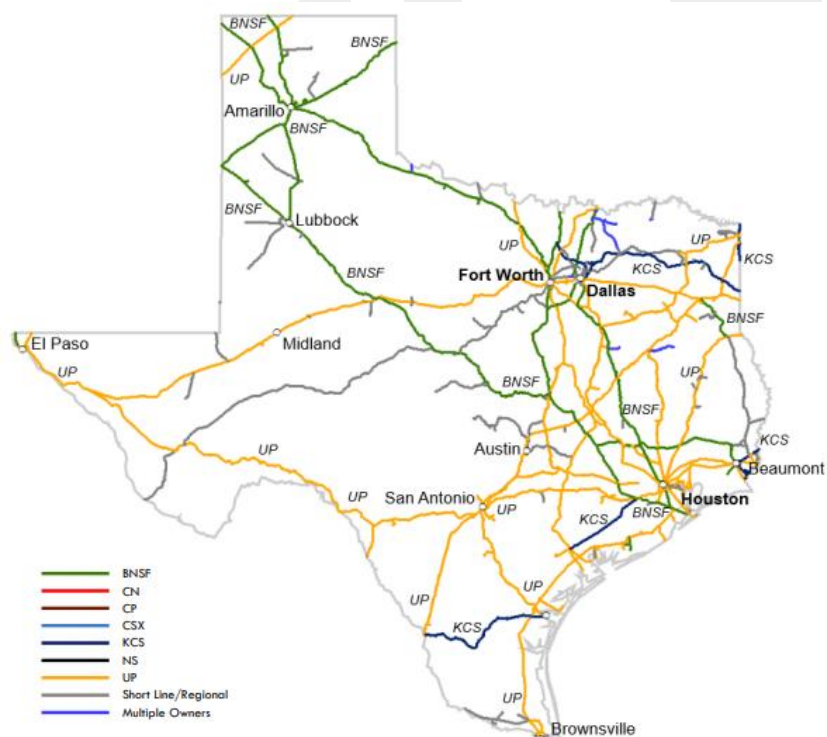 BNSF
BNSF
UP
Amarillo
BNSF
BNSF
Lubbock
BNSF
UP
UP
KCS
KCS
Fort Worth
Dallas
BNSF
El Paso
Midland
UP
BNSF
UP
BNSF
UP
Austin
KCS
Beaumont
UP
San Antonio
UP
Houston
BNSF
KCS
UP
UP
KCS
UP
Brownsville
BNSF
CN
CP
CSX
KCS
NS
UP
Short Line/Regional
Multiple Owners